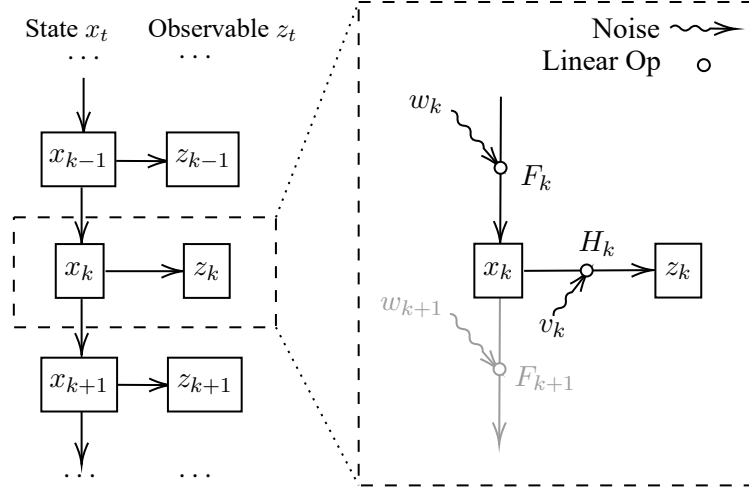 State x_t Observable z_t
... ...
x_{k−1} z_{k−1}
x_k z_k
x_{k+1} z_{k+1}
... ...
Noise
Linear Op
w_k
F_k
H_k
x_k z_k
w_{k+1}
v_k
F_{k+1}